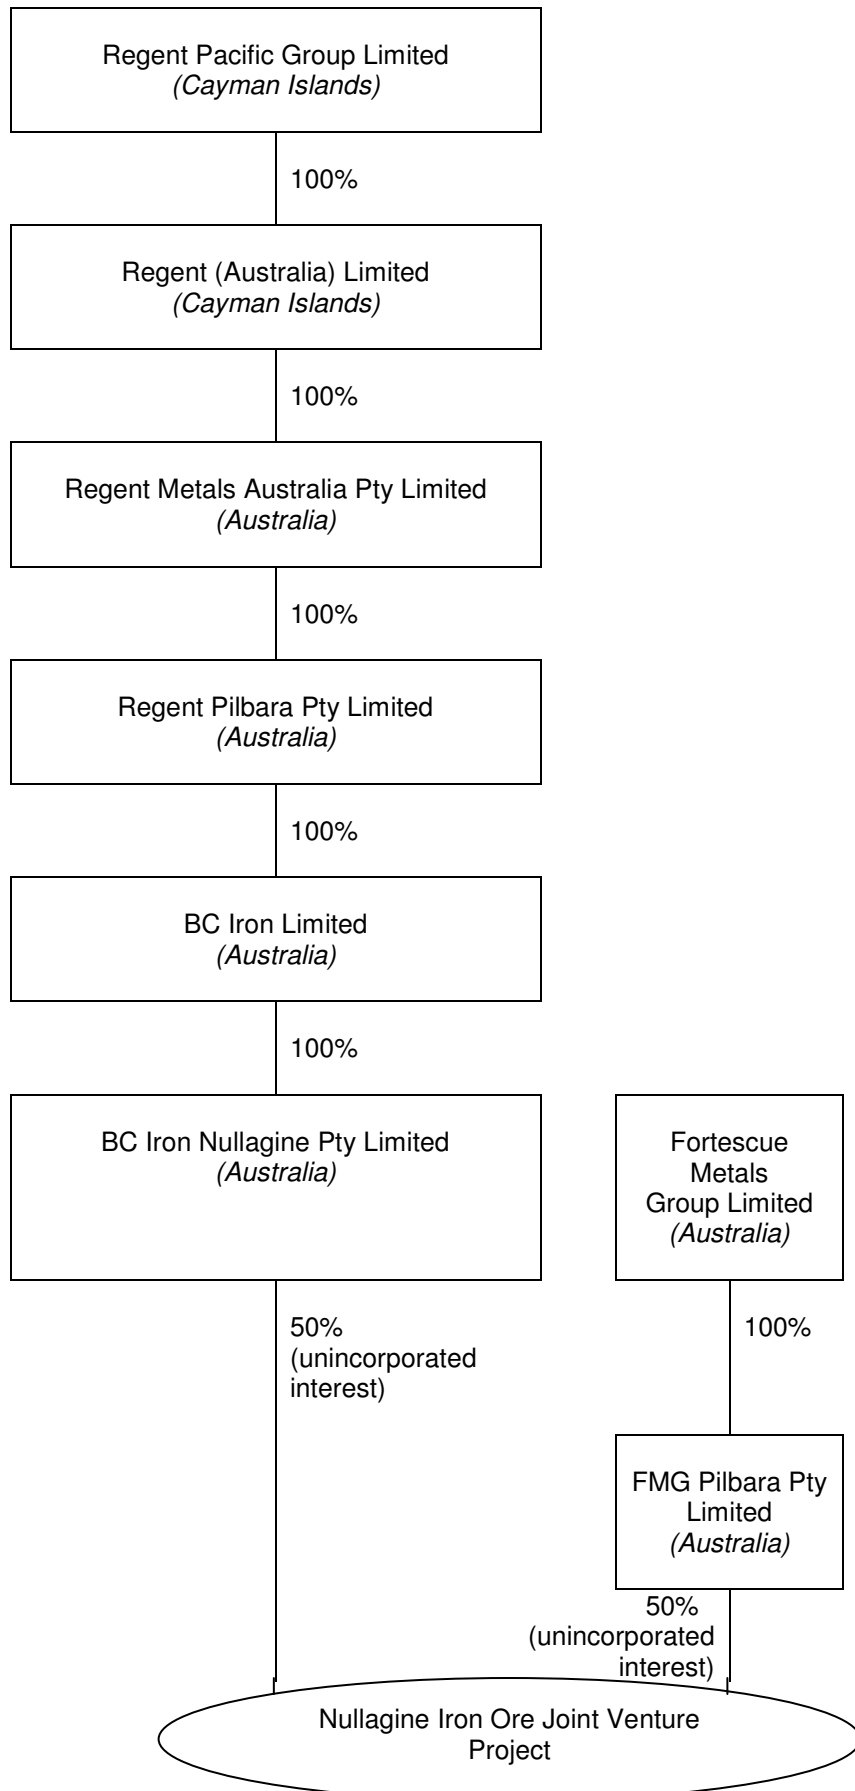 Regent Pacific Group Limited
(Cayman Islands)
100%
Regent (Australia) Limited
(Cayman Islands)
100%
Regent Metals Australia Pty Limited
(Australia)
100%
Regent Pilbara Pty Limited
(Australia)
100%
BC Iron Limited
(Australia)
100%
BC Iron Nullagine Pty Limited
(Australia)
50%
(unincorporated
interest)
Fortescue
Metals
Group Limited
(Australia)
100%
FMG Pilbara Pty
Limited
(Australia)
50%
(unincorporated
interest)
Nullagine Iron Ore Joint Venture
Project